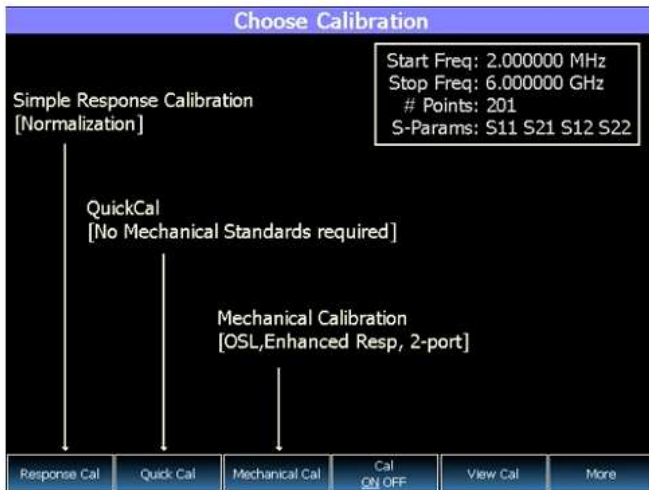 Choose Calibration
Start Freq: 2.000000 MHz
Stop Freq: 6.000000 GHz
# Points: 201
S-Params: S11 S21 S12 S22
Simple Response Calibration
[Normalization]
QuickCal
[No Mechanical Standards required]
Mechanical Calibration
[OSL,Enhanced Resp, 2-port]
Response Cal
Quick Cal
Mechanical Cal
Cal
ON OFF
View Cal
More